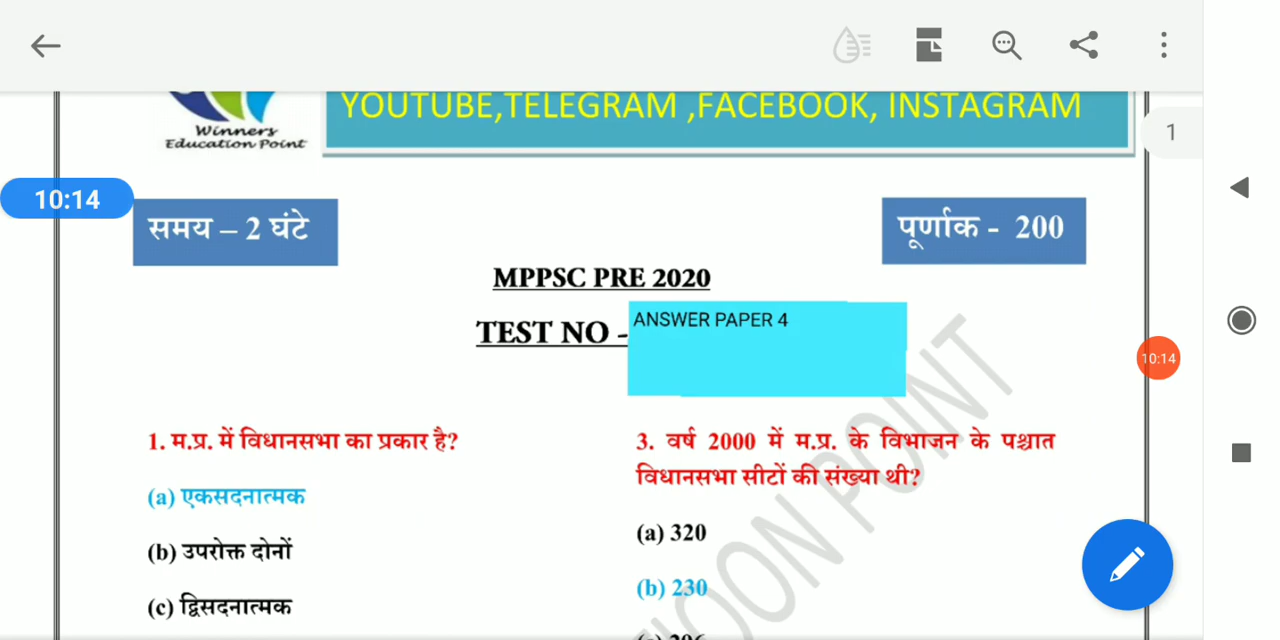 YOUTUBE,TELEGRAM ,FACEBOOK, INSTAGRAM
Winners
Education Point
1
10:14
समय – 2 घंटे
पूर्णाक - 200
MPPSC PRE 2020
TEST NO -
ANSWER PAPER 4
10:14
1. म.प्र. में विधानसभा का प्रकार है?
(a) एकसदनात्मक
(b) उपरोक्त दोनों
(c) द्विसदनात्मक
3. वर्ष 2000 में म.प्र. के विभाजन के पश्चात
विधानसभा सीटों की संख्या थी?
(a) 320
(b) 230